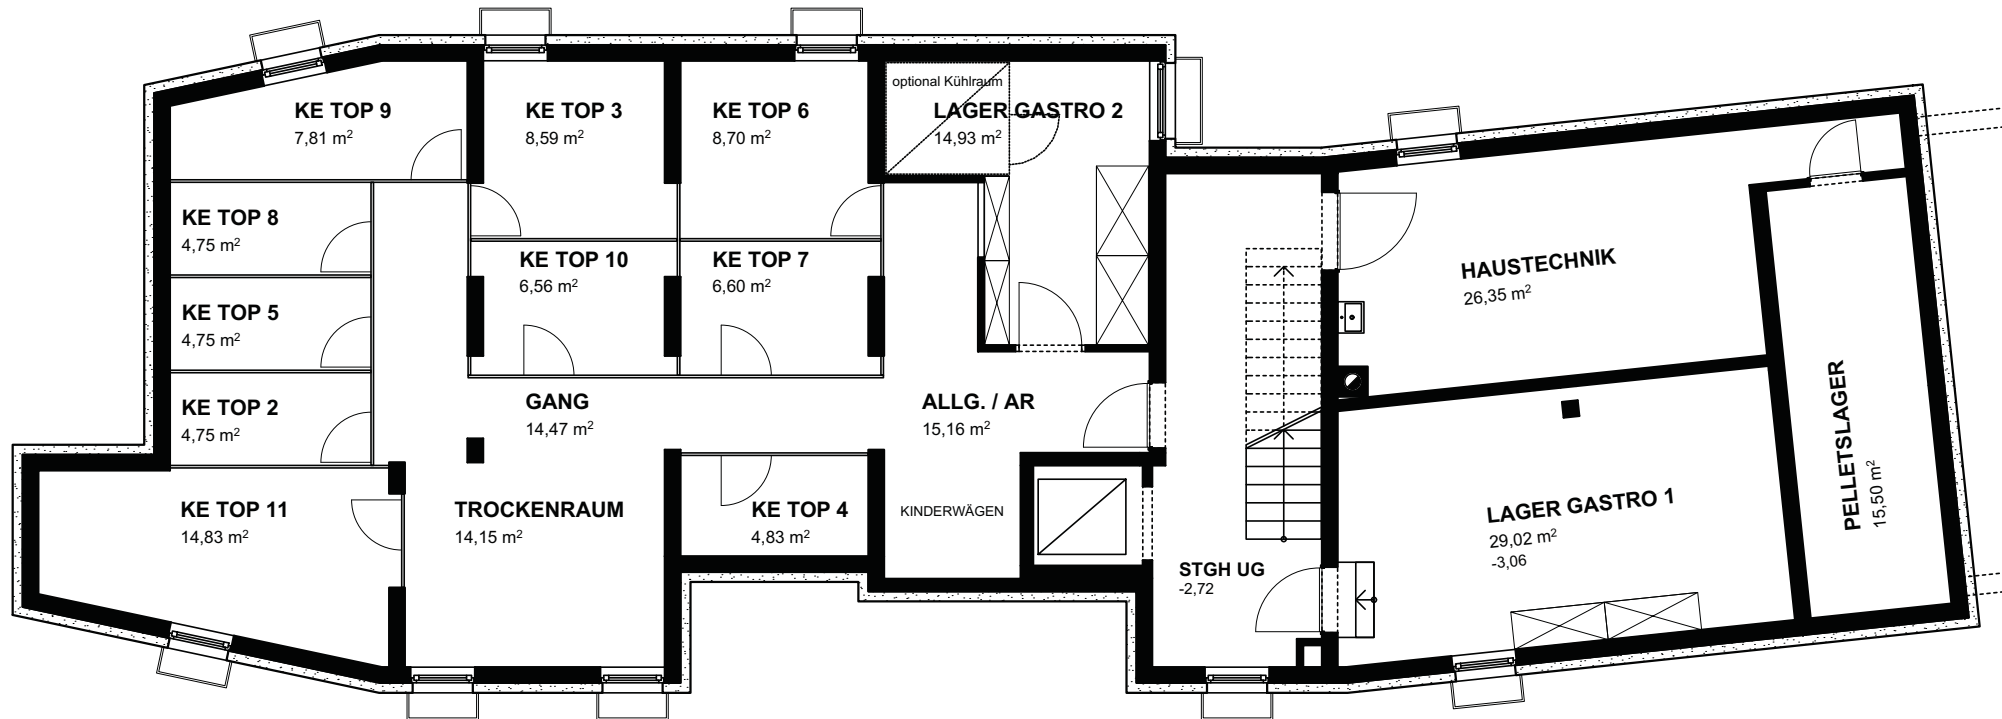 optional Kühlraum
KE TOP 9
7,81 m²
KE TOP 3
8,59 m²
KE TOP 6
8,70 m²
LAGER GASTRO 2
14,93 m²
KE TOP 8
4,75 m²
KE TOP 10
6,56 m²
KE TOP 7
6,60 m²
HAUSTECHNIK
26,35 m²
KE TOP 5
4,75 m²
KE TOP 2
4,75 m²
GANG
14,47 m²
ALLG. / AR
15,16 m²
PELLETSLAGER
15,50 m²
KE TOP 11
14,83 m²
TROCKENRAUM
14,15 m²
KE TOP 4
4,83 m²
KINDERWÄGEN
LAGER GASTRO 1
29,02 m²
-3,06
STGH UG
-2,72